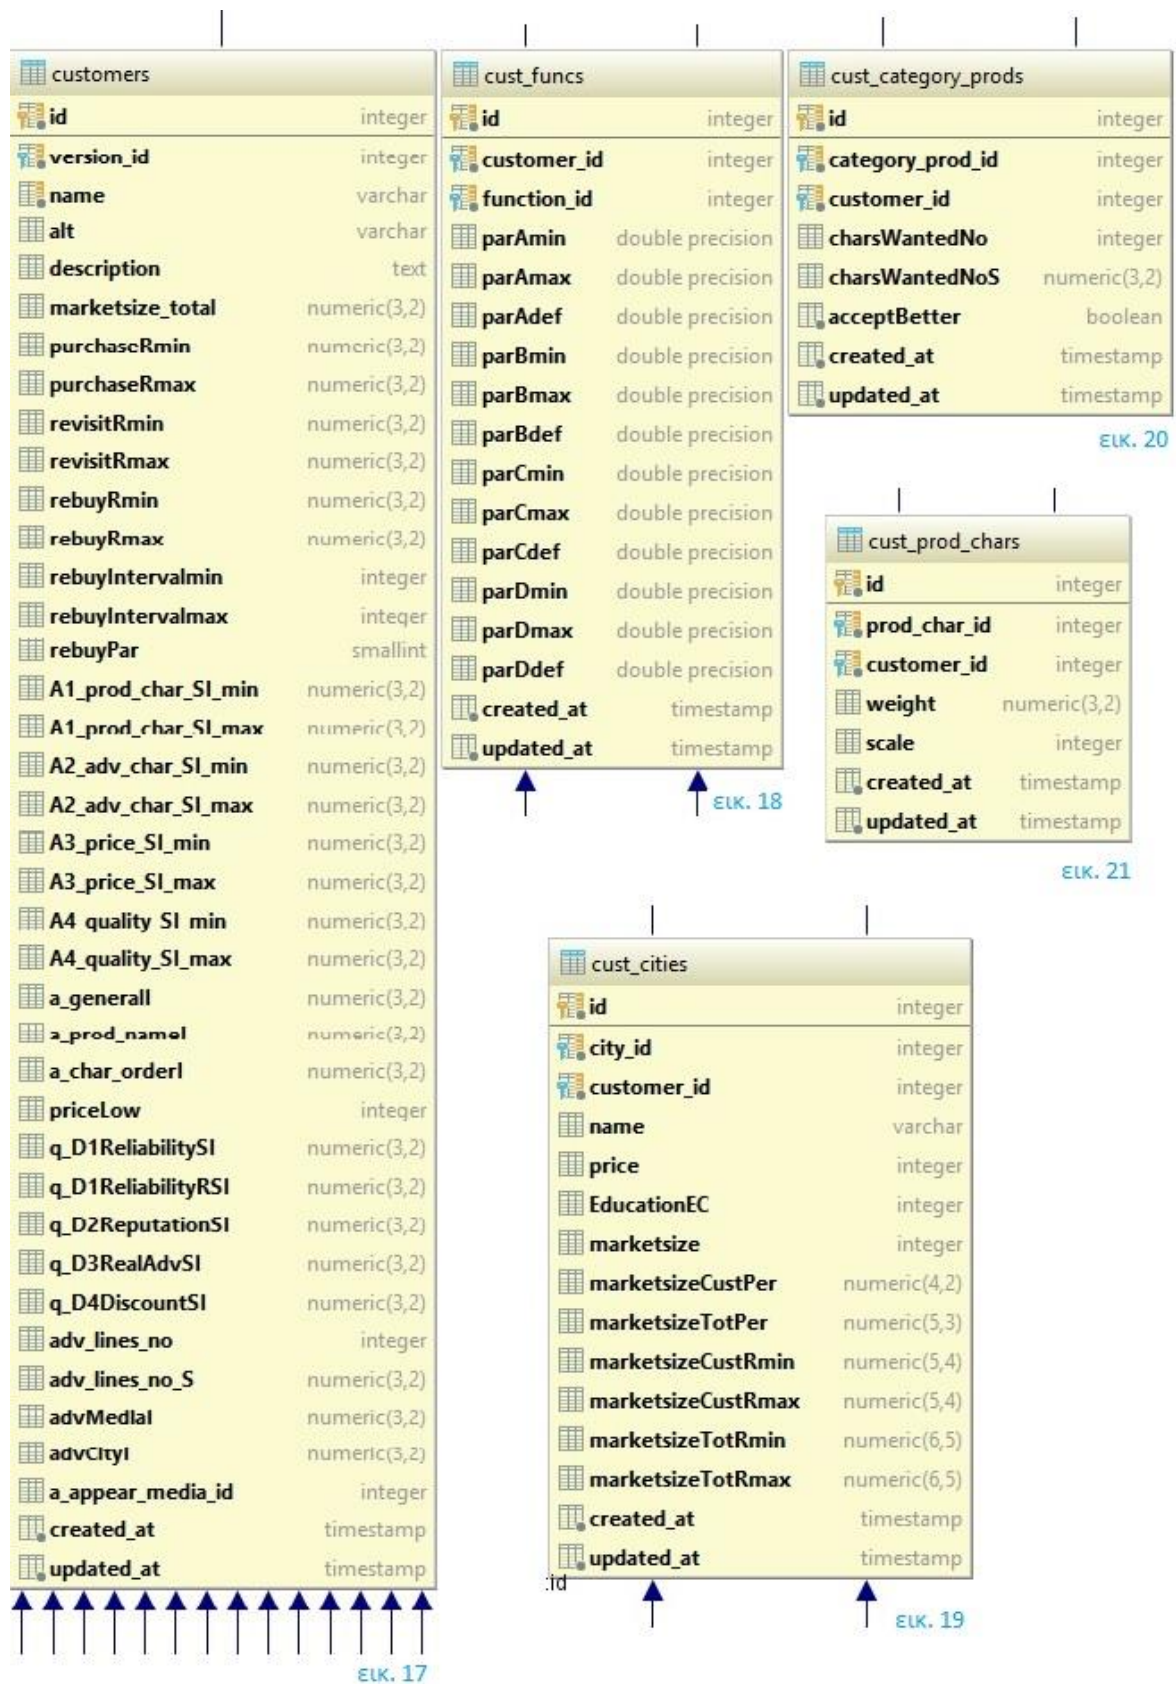 customers
id integer
version_id integer
name varchar
alt varchar
description text
marketsize_total numeric(3,2)
purchaseRmin numeric(3,2)
purchaseRmax numeric(3,2)
revisitRmin numeric(3,2)
revisitRmax numeric(3,2)
rebuyRmin numeric(3,2)
rebuyRmax numeric(3,2)
rebuyIntervalmin integer
rebuyIntervalmax integer
rebuyPar smallint
A1_prod_char_SI_min numeric(3,2)
A1_prod_char_SI_max numeric(3,2)
A2_adv_char_SI_min numeric(3,2)
A2_adv_char_SI_max numeric(3,2)
A3_price_SI_min numeric(3,2)
A3_price_SI_max numeric(3,2)
A4_quality_SI_min numeric(3,2)
A4_quality_SI_max numeric(3,2)
a_generalI numeric(3,2)
a_prod_nameI numeric(3,2)
a_char_orderI numeric(3,2)
priceLow integer
q_D1ReliabilitySI numeric(3,2)
q_D1ReliabilityRSI numeric(3,2)
q_D2ReputationSI numeric(3,2)
q_D3RealAdvSI numeric(3,2)
q_D4DiscountSI numeric(3,2)
adv_lines_no integer
adv_lines_no_S numeric(3,2)
advMediaI numeric(3,2)
advCityI numeric(3,2)
a_appear_media_id integer
created_at timestamp
updated_at timestamp
εικ. 17
cust_funcs
id integer
customer_id integer
function_id integer
parAmin double precision
parAmax double precision
parAdef double precision
parBmin double precision
parBmax double precision
parBdef double precision
parCmin double precision
parCmax double precision
parCdef double precision
parDmin double precision
parDmax double precision
parDdef double precision
created_at timestamp
updated_at timestamp
εικ. 18
cust_category_prods
id integer
category_prod_id integer
customer_id integer
charsWantedNo integer
charsWantedNoS numeric(3,2)
acceptBetter boolean
created_at timestamp
updated_at timestamp
εικ. 20
cust_prod_chars
id integer
prod_char_id integer
customer_id integer
weight numeric(3,2)
scale integer
created_at timestamp
updated_at timestamp
εικ. 21
cust_cities
id integer
city_id integer
customer_id integer
name varchar
price integer
EducationEC integer
marketsize integer
marketsizeCustPer numeric(4,2)
marketsizeTotPer numeric(5,3)
marketsizeCustRmin numeric(5,4)
marketsizeCustRmax numeric(5,4)
marketsizeTotRmin numeric(6,5)
marketsizeTotRmax numeric(6,5)
created_at timestamp
updated_at timestamp
:id
εικ. 19